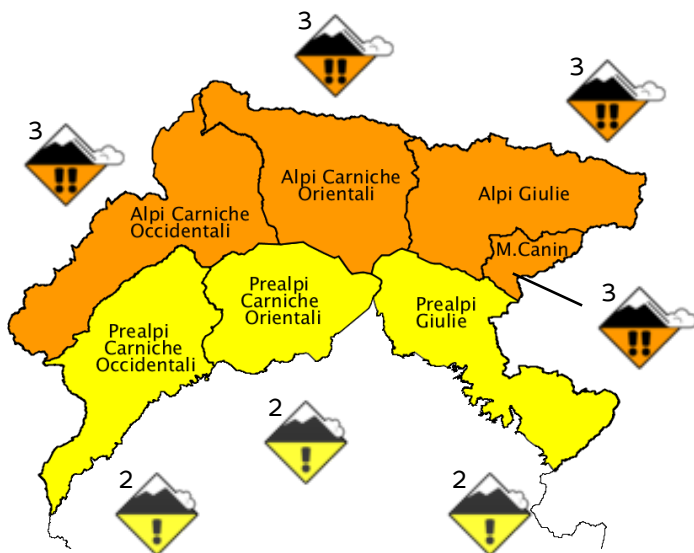 3
3
3
Alpi Carniche
Orientali
Alpi Giulie
Alpi Carniche
Occidentali
M.Canin
Prealpi
Carniche
Orientali
3
Prealpi
Giulie
Prealpi
Carniche
Occidentali
2
2
2